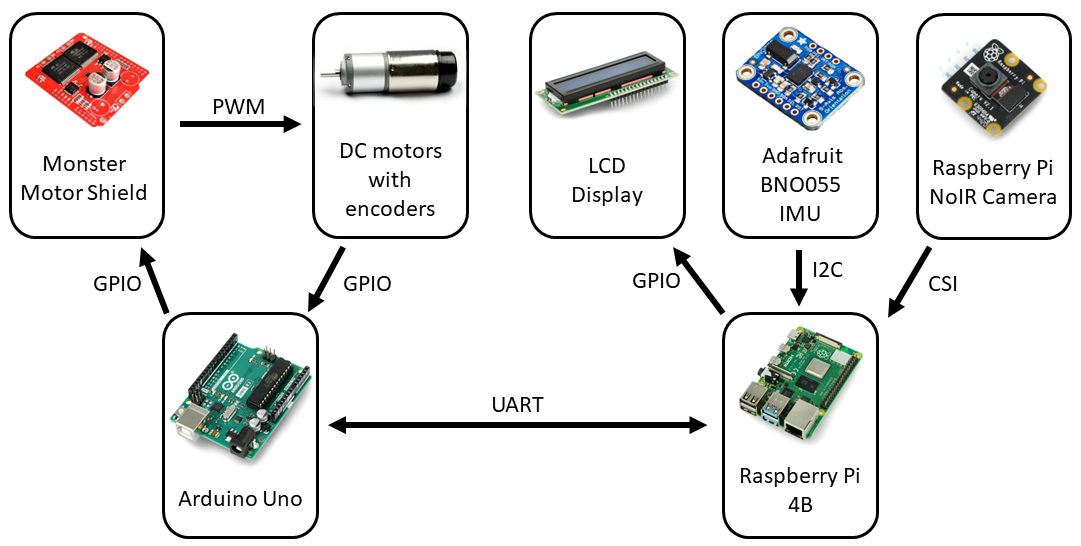 Monster
Motor Shield
PWM
DC motors
with
encoders
LCD
Display
Adafruit
BNO055
IMU
Raspberry Pi
NoIR Camera
GPIO
GPIO
GPIO
I2C
CSI
Arduino Uno
UART
Raspberry Pi
4B